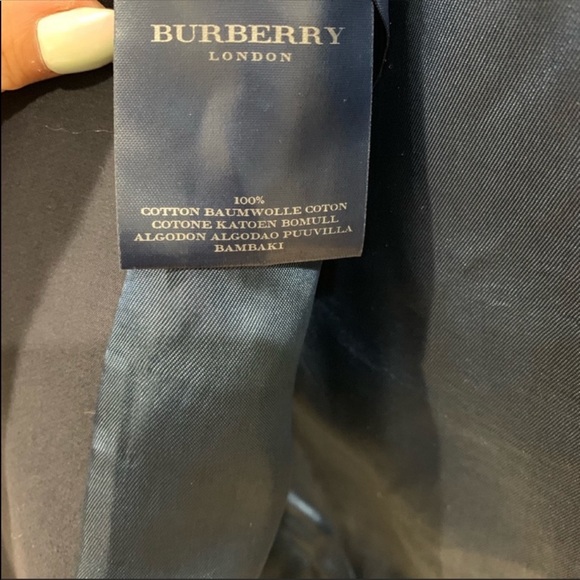 BURBERRY
LONDON
100%
COTTON BAUMWOLLE COTON
COTONE KATOEN BOMULL
ALGODON ALGODAO PUUVILLA
BAMBAKI